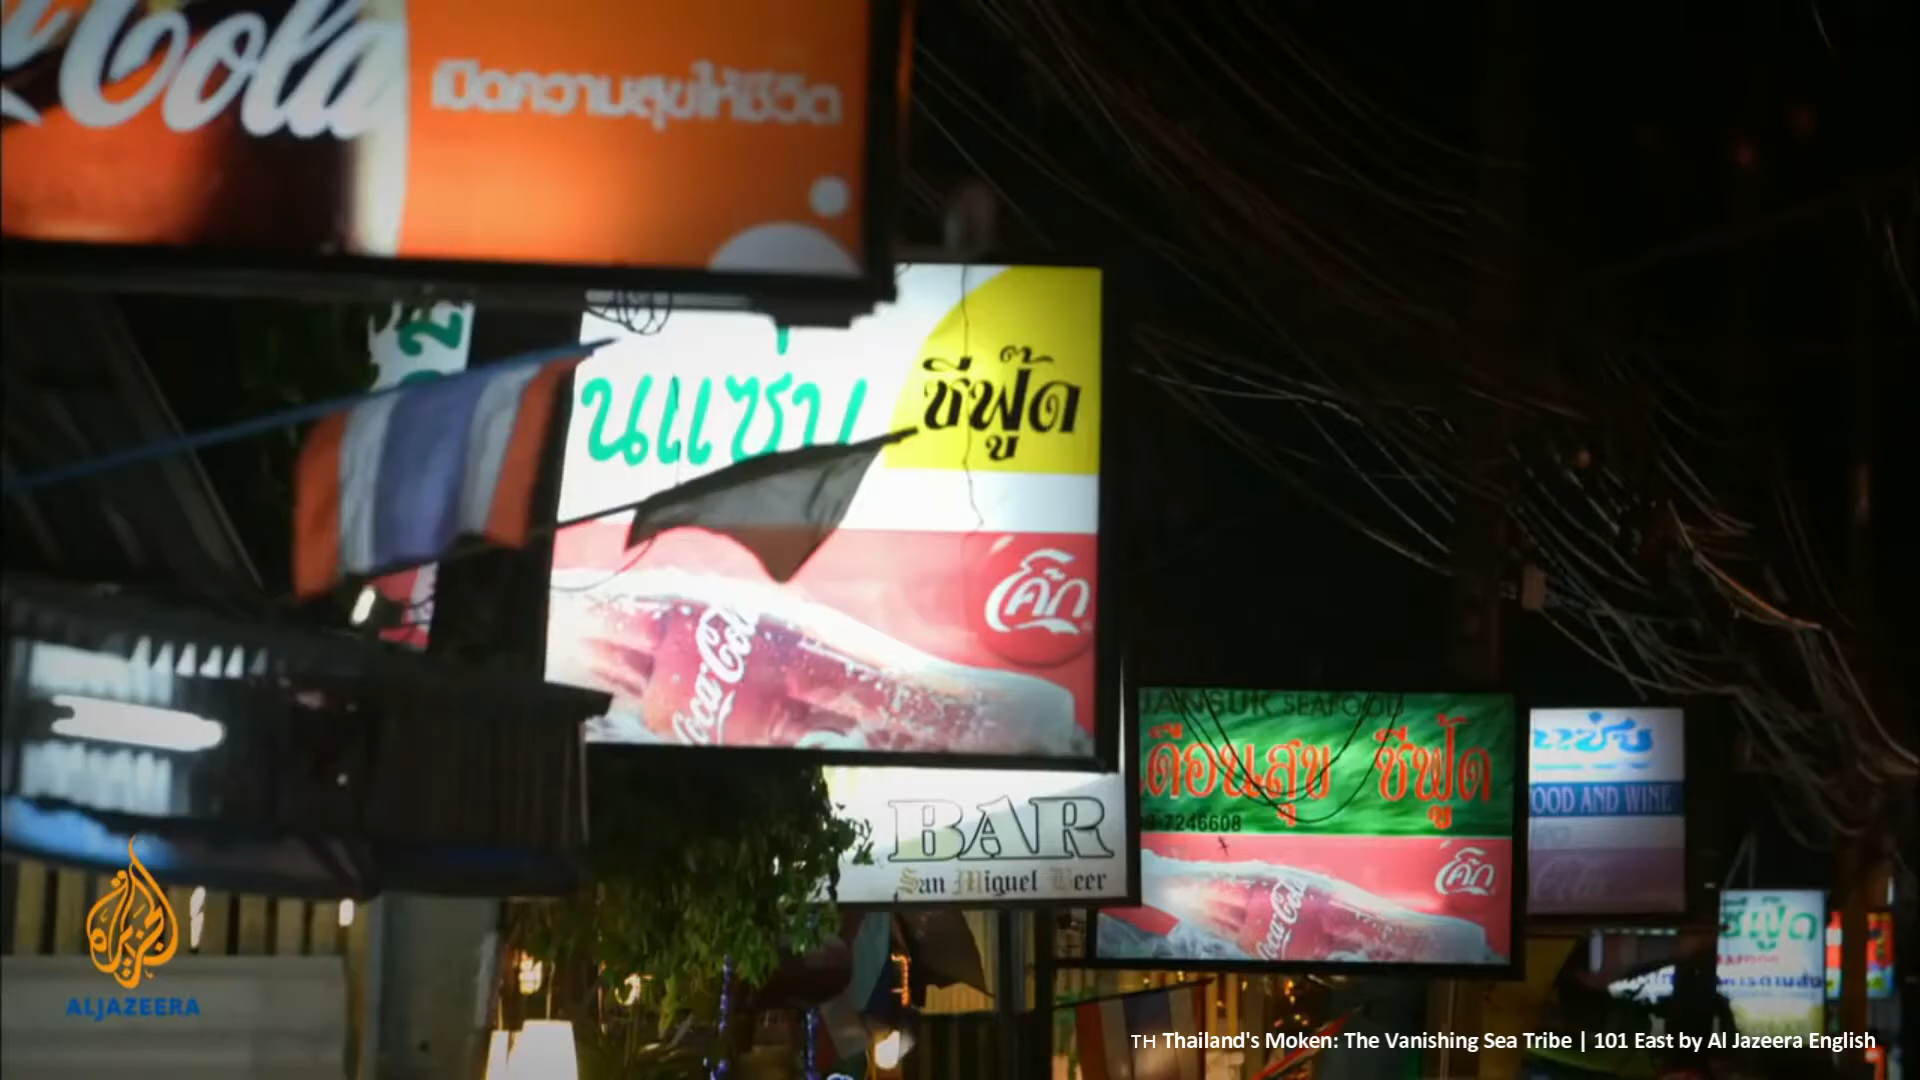 Cola
เปิดความสุขให้ชีวิต
นแซ่บ
ซีฟู๊ด
โค้ก
Coca-Cola
BAR
San Miguel Beer
JANSUK SEAFOOD
เดือนสุข ซีฟู้ด
7246608
โค้ก
Coca-Cola
OOD AND WINE
ซีฟู๊ด
الجزيرة
ALJAZEERA
TH Thailand's Moken: The Vanishing Sea Tribe | 101 East by Al Jazeera English